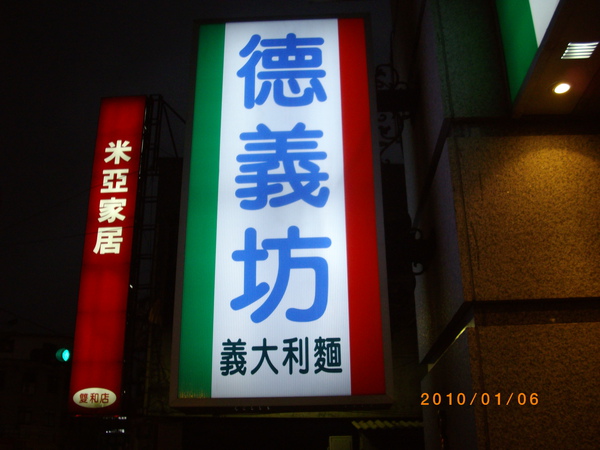 米亞家居
雙和店
德義坊
義大利麵
2010/01/06